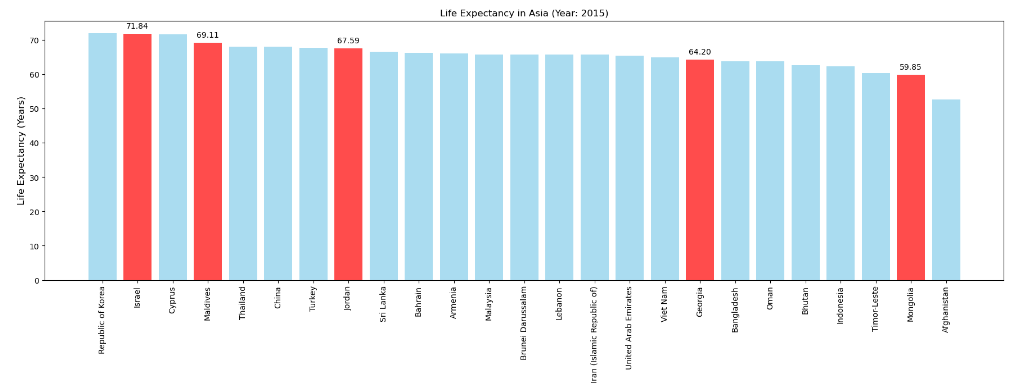 Life Expectancy in Asia (Year: 2015)
Life Expectancy (Years)
70
60
50
40
30
20
10
0
71.84
69.11
67.59
64.20
59.85
Republic of Korea
Israel
Cyprus
Maldives
Thailand
China
Turkey
Jordan
Sri Lanka
Bahrain
Armenia
Malaysia
Brunei Darussalam
Lebanon
Iran (Islamic Republic of)
United Arab Emirates
Viet Nam
Georgia
Bangladesh
Oman
Bhutan
Indonesia
Timor-Leste
Mongolia
Afghanistan